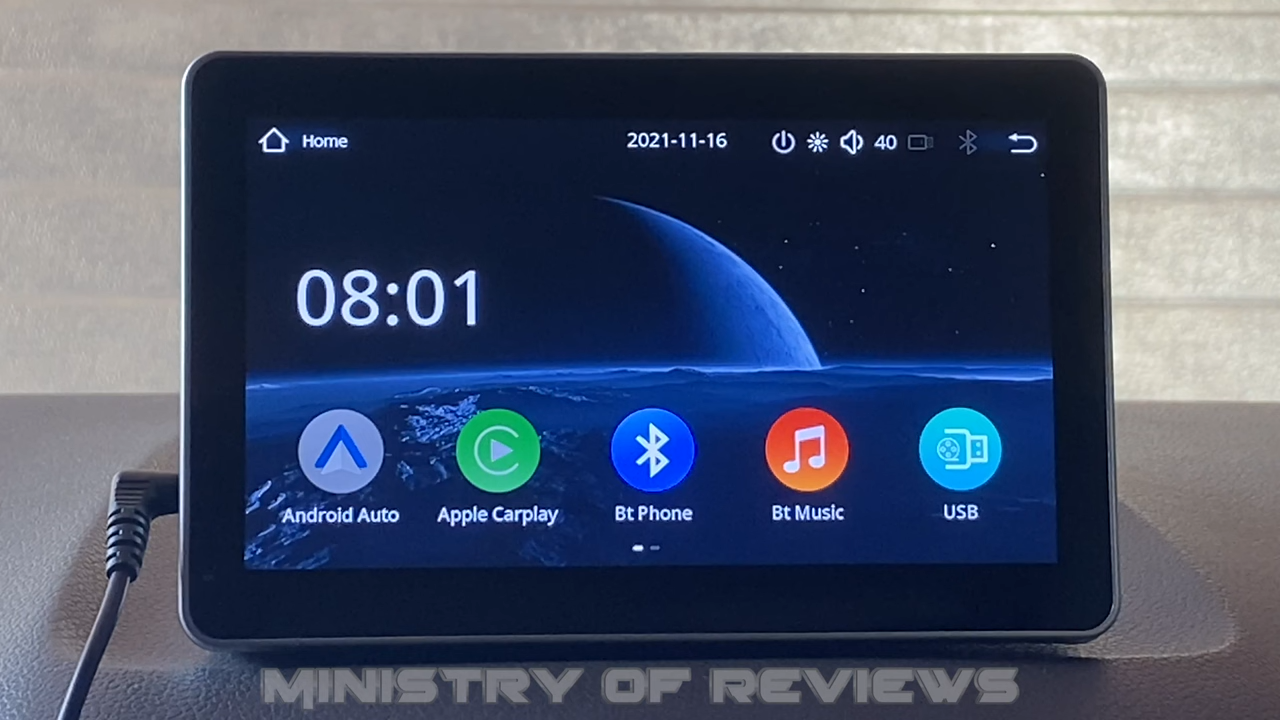 Home 2021-11-16 40
08:01
Android Auto Apple Carplay Bt Phone Bt Music USB
MINISTRY OF REVIEWS